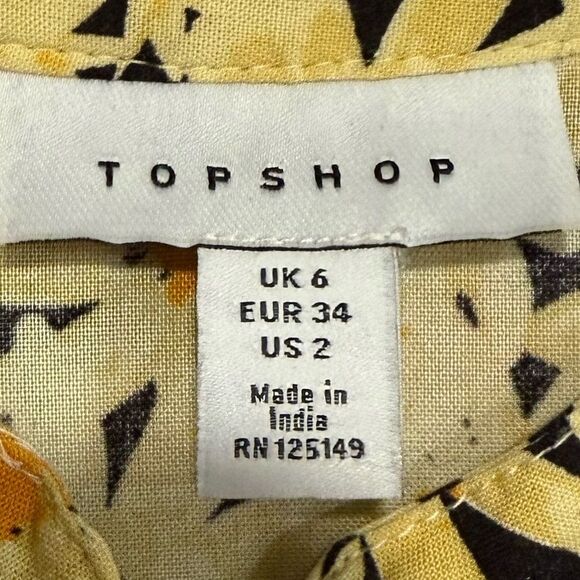 TOPSHOP
UK 6
EUR 34
US 2
Made in
India
RN 125149